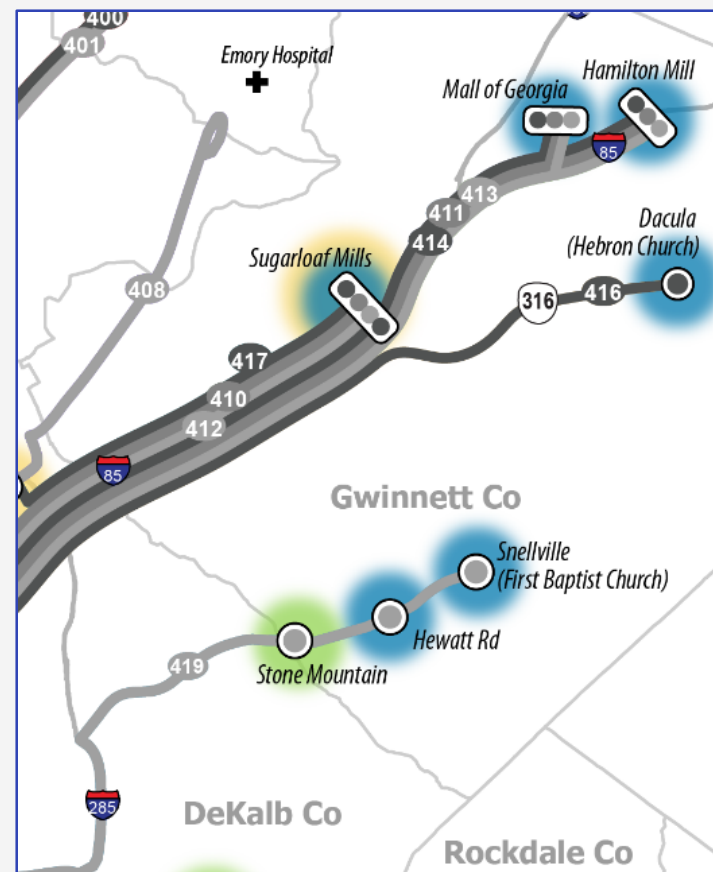 400
401
Emory Hospital
Hamilton Mill
Mall of Georgia
85
413
411
414
Dacula
(Hebron Church)
Sugarloaf Mills
408
316
416
417
410
412
85
Gwinnett Co
Snellville
(First Baptist Church)
Hewatt Rd
419
Stone Mountain
285
DeKalb Co
Rockdale Co